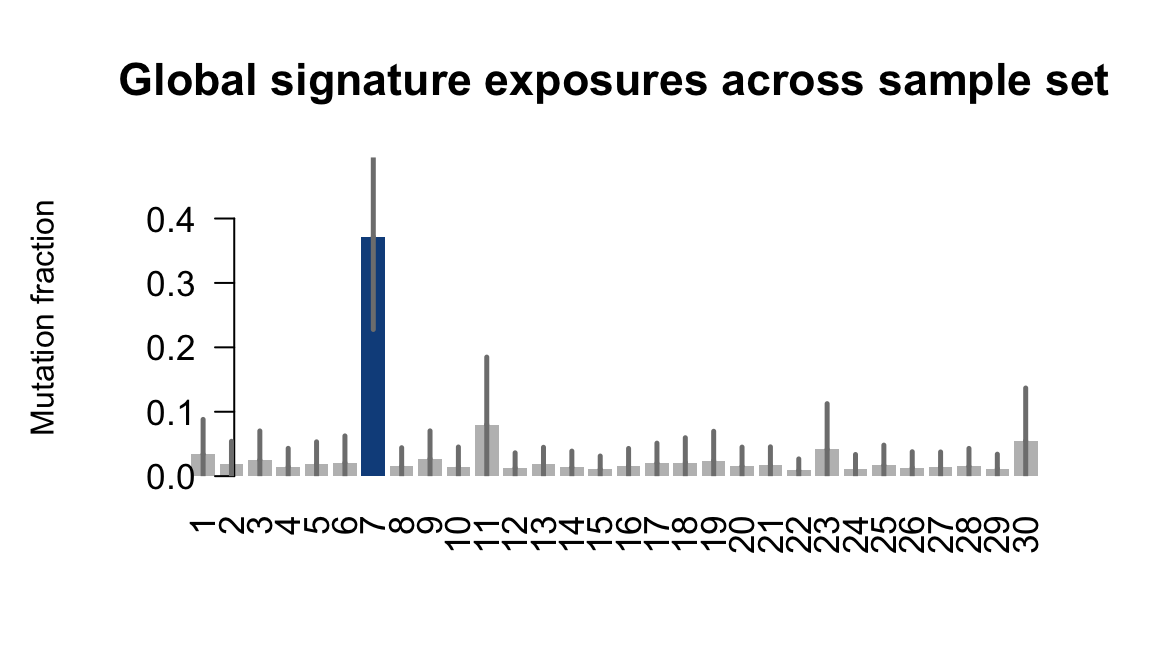 Global signature exposures across sample set
Mutation fraction
0.4
0.3
0.2
0.1
0.0
1 2 3 4 5 6 7 8 9 10 11 12 13 14 15 16 17 18 19 20 21 22 23 24 25 26 27 28 29 30